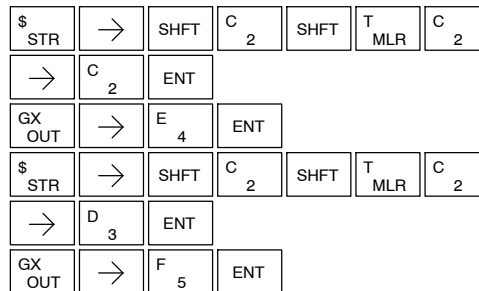 $ STR → SHFT C 2 SHFT T MLR C 2
→ C 2 ENT
GX OUT → E 4 ENT
$ STR → SHFT C 2 SHFT T MLR C 2
→ D 3 ENT
GX OUT → F 5 ENT